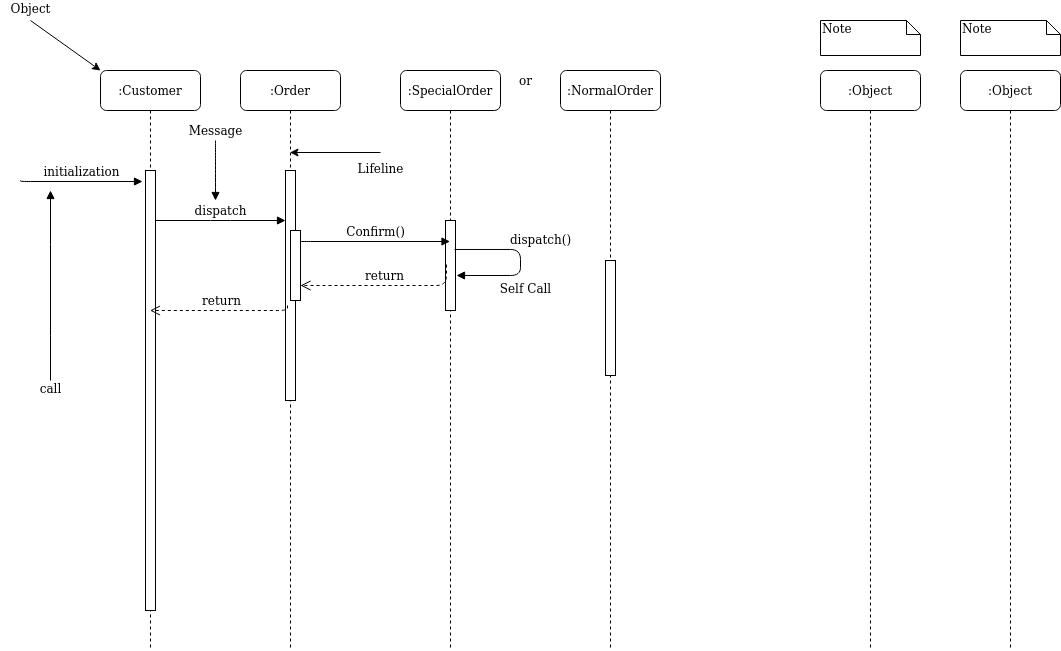 Object
Note
Note
:Customer
:Order
:SpecialOrder
or
:NormalOrder
:Object
:Object
Message
initialization
Lifeline
dispatch
Confirm()
dispatch()
return
Self Call
return
call